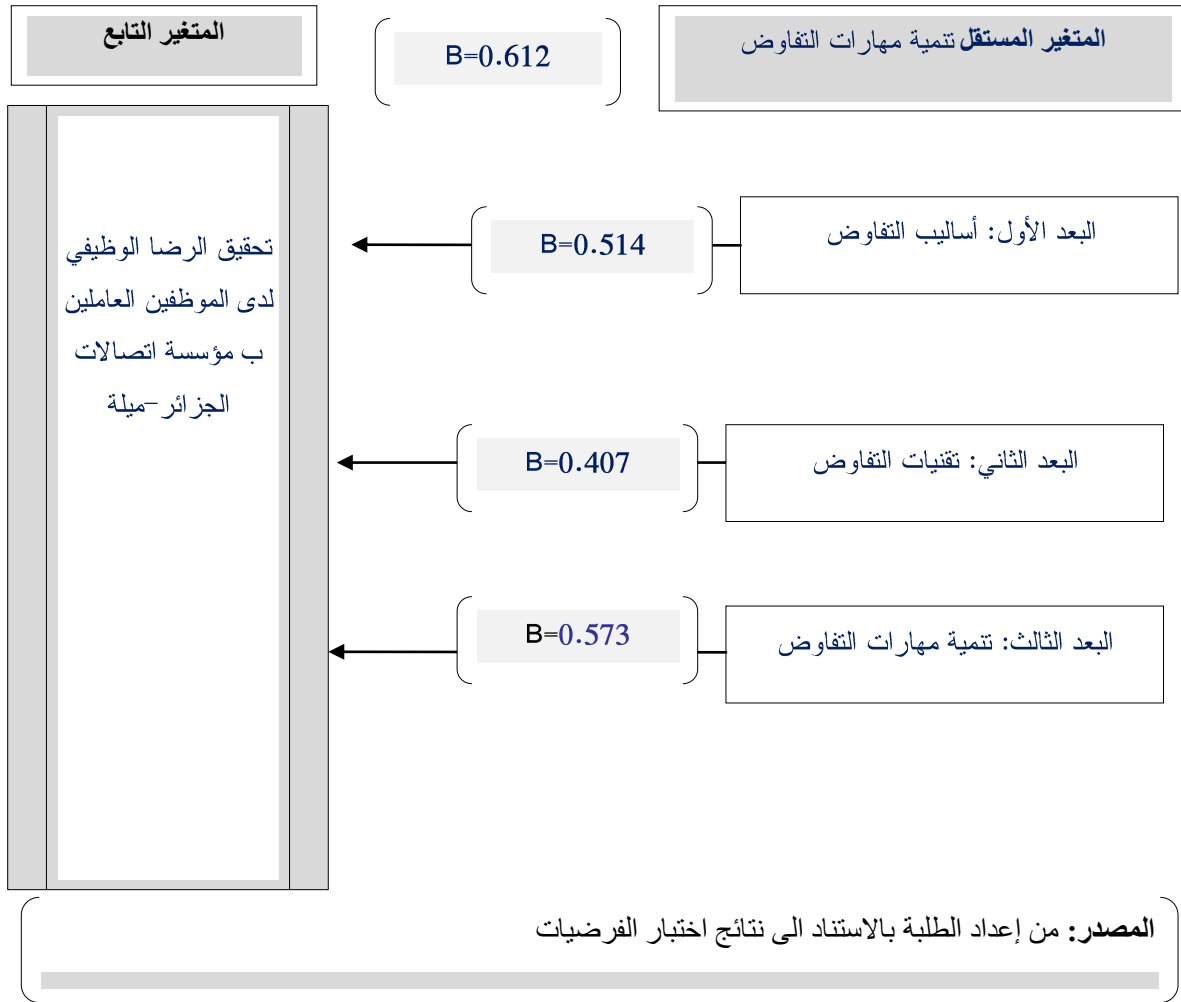 المتغير المستقل تنمية مهارات التفاوض
B=0.612
المتغير التابع
البعد الأول: أساليب التفاوض
B=0.514
تحقيق الرضا الوظيفي
لدى الموظفين العاملين
ب مؤسسة اتصالات
الجزائر–ميلة
البعد الثاني: تقنيات التفاوض
B=0.407
البعد الثالث: تنمية مهارات التفاوض
B=0.573
المصدر: من إعداد الطلبة بالاستناد الى نتائج اختبار الفرضيات